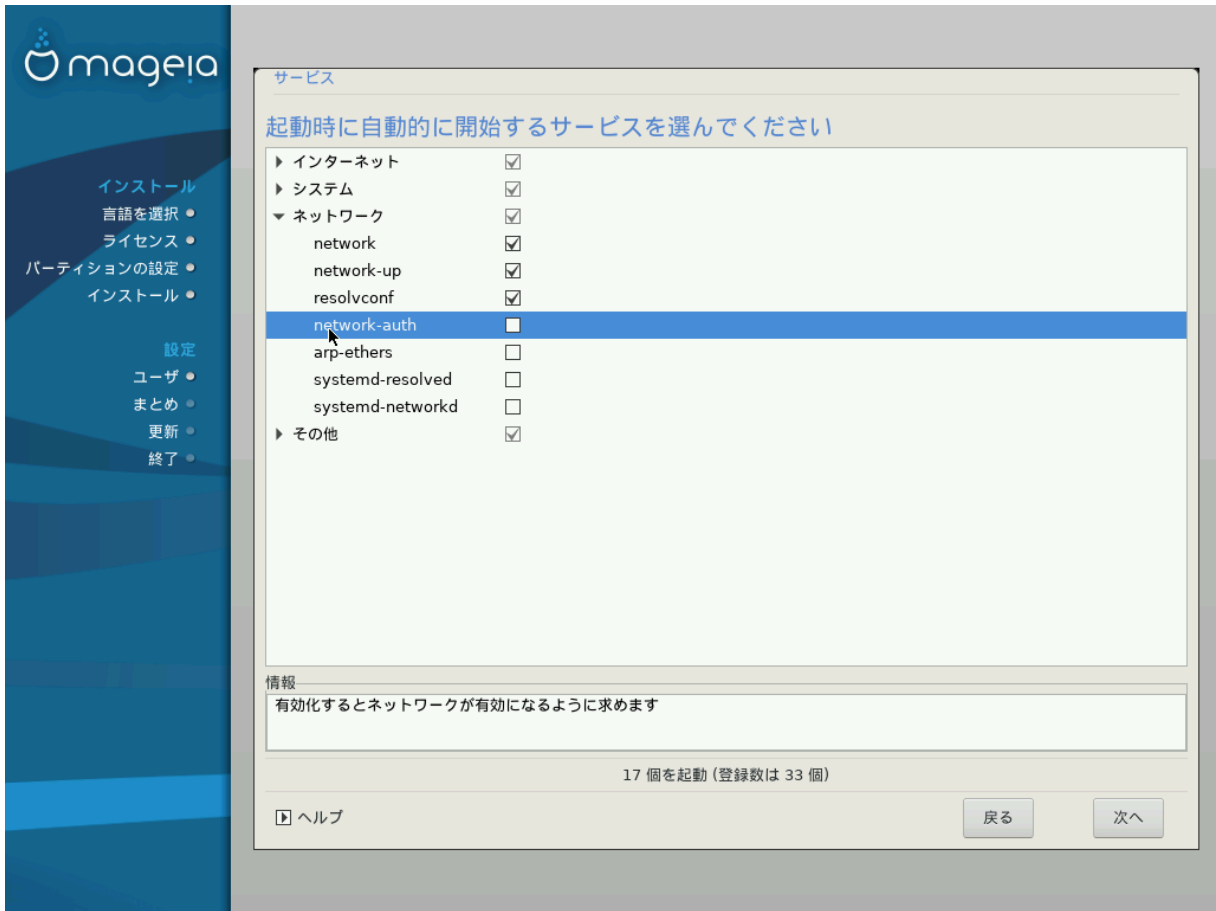 mageia
インストール
言語を選択
ライセンス
パーティションの設定
インストール
設定
ユーザ
まとめ
更新
終了
サービス
起動時に自動的に開始するサービスを選んでください
インターネット
システム
ネットワーク
network
network-up
resolvconf
network-auth
arp-ethers
systemd-resolved
systemd-networkd
その他
情報
有効化するとネットワークが有効になるように求めます
17 個を起動 (登録数は 33 個)
ヘルプ
戻る
次へ